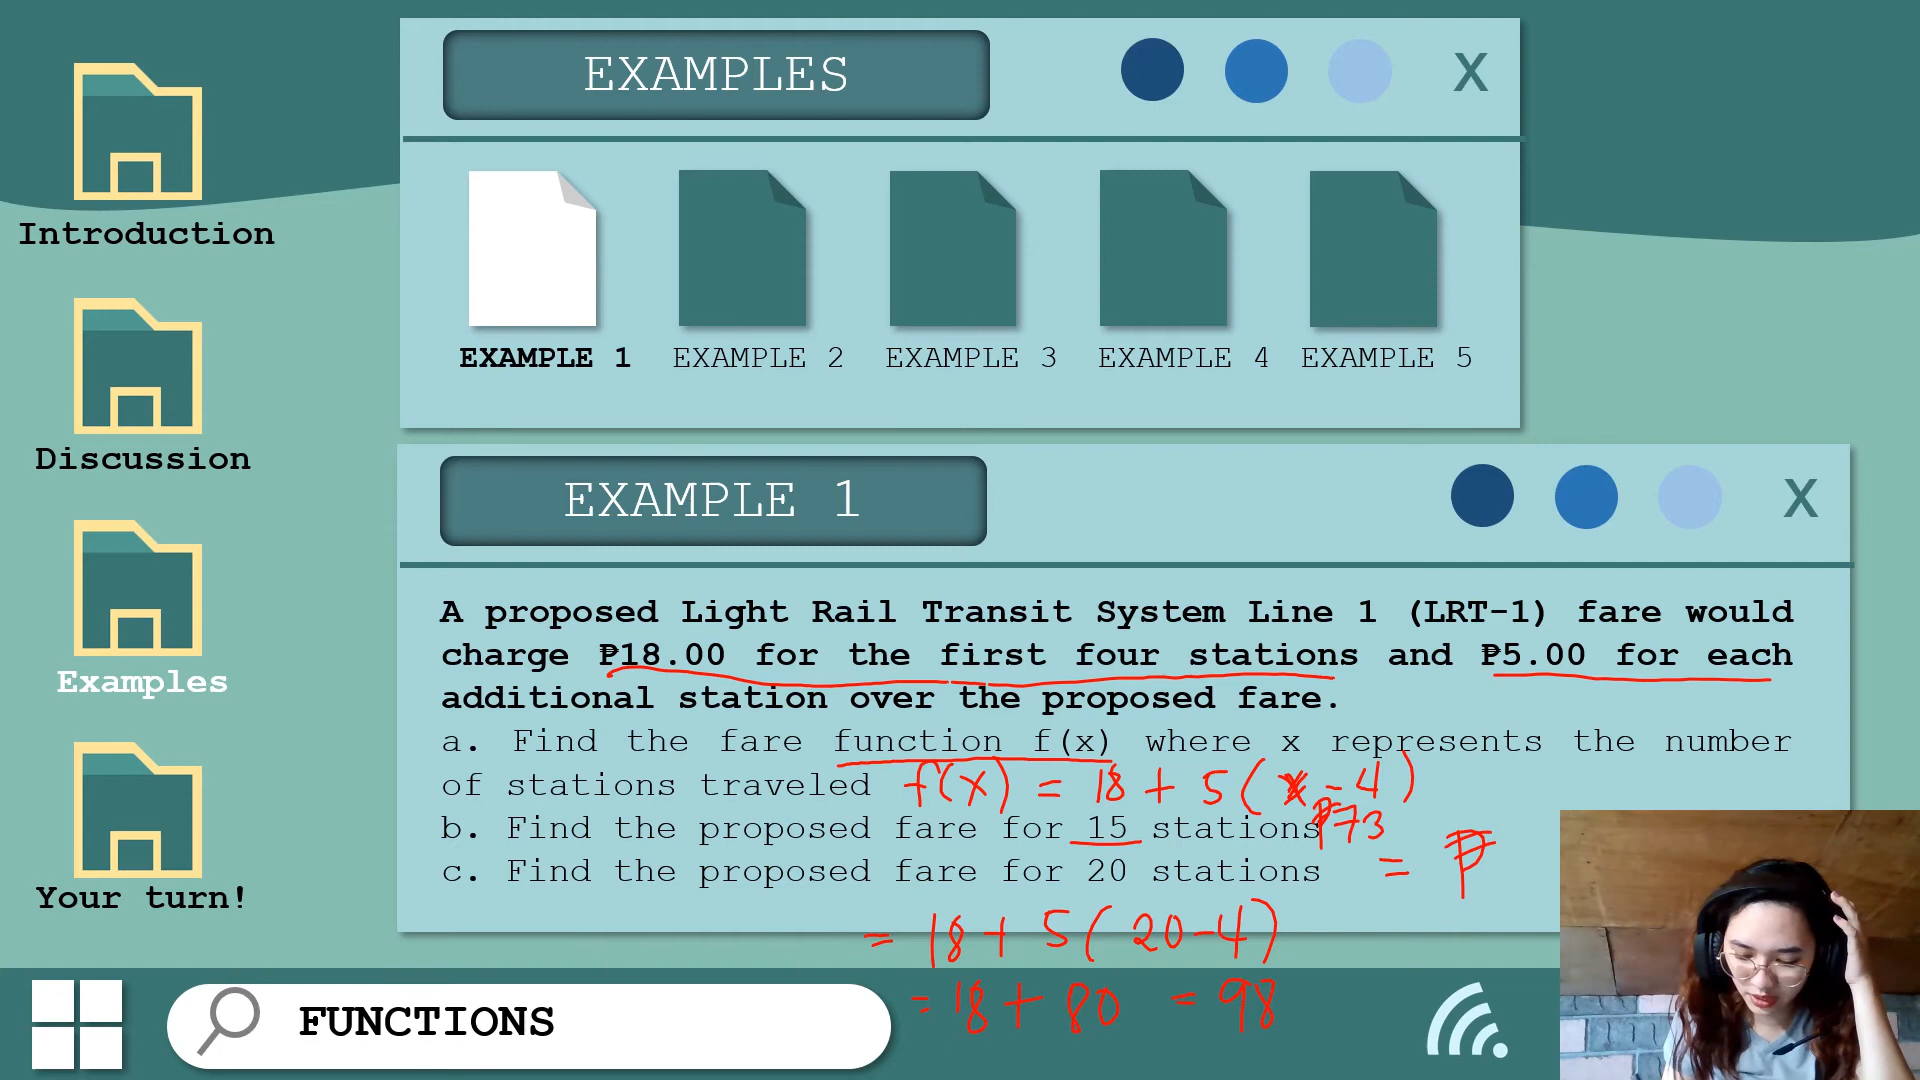 EXAMPLES
X
Introduction
EXAMPLE 1
EXAMPLE 2
EXAMPLE 3
EXAMPLE 4
EXAMPLE 5
Discussion
EXAMPLE 1
X
Examples
A proposed Light Rail Transit System Line 1 (LRT-1) fare would
charge ₱18.00 for the first four stations and ₱5.00 for each
additional station over the proposed fare.
a. Find the fare function f(x) where x represents the number
of stations traveled f(x) = 18 + 5(x-4)
b. Find the proposed fare for 15 stations ₱73
c. Find the proposed fare for 20 stations = ₱
Your turn!
= 18 + 5(20-4)
= 18 + 80 = 98
FUNCTIONS